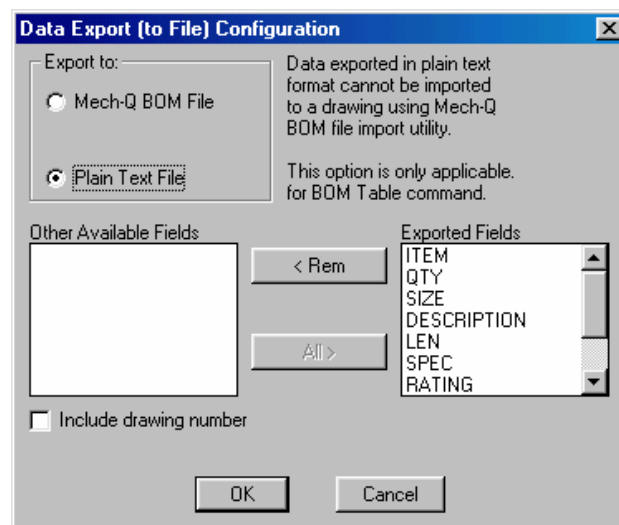 Data Export (to File) Configuration
Export to:
Mech-Q BOM File
Plain Text File
Data exported in plain text
format cannot be imported
to a drawing using Mech-Q
BOM file import utility.
This option is only applicable.
for BOM Table command.
Other Available Fields
< Rem
All >
Exported Fields
ITEM
QTY
SIZE
DESCRIPTION
LEN
SPEC
RATING
Include drawing number
OK
Cancel